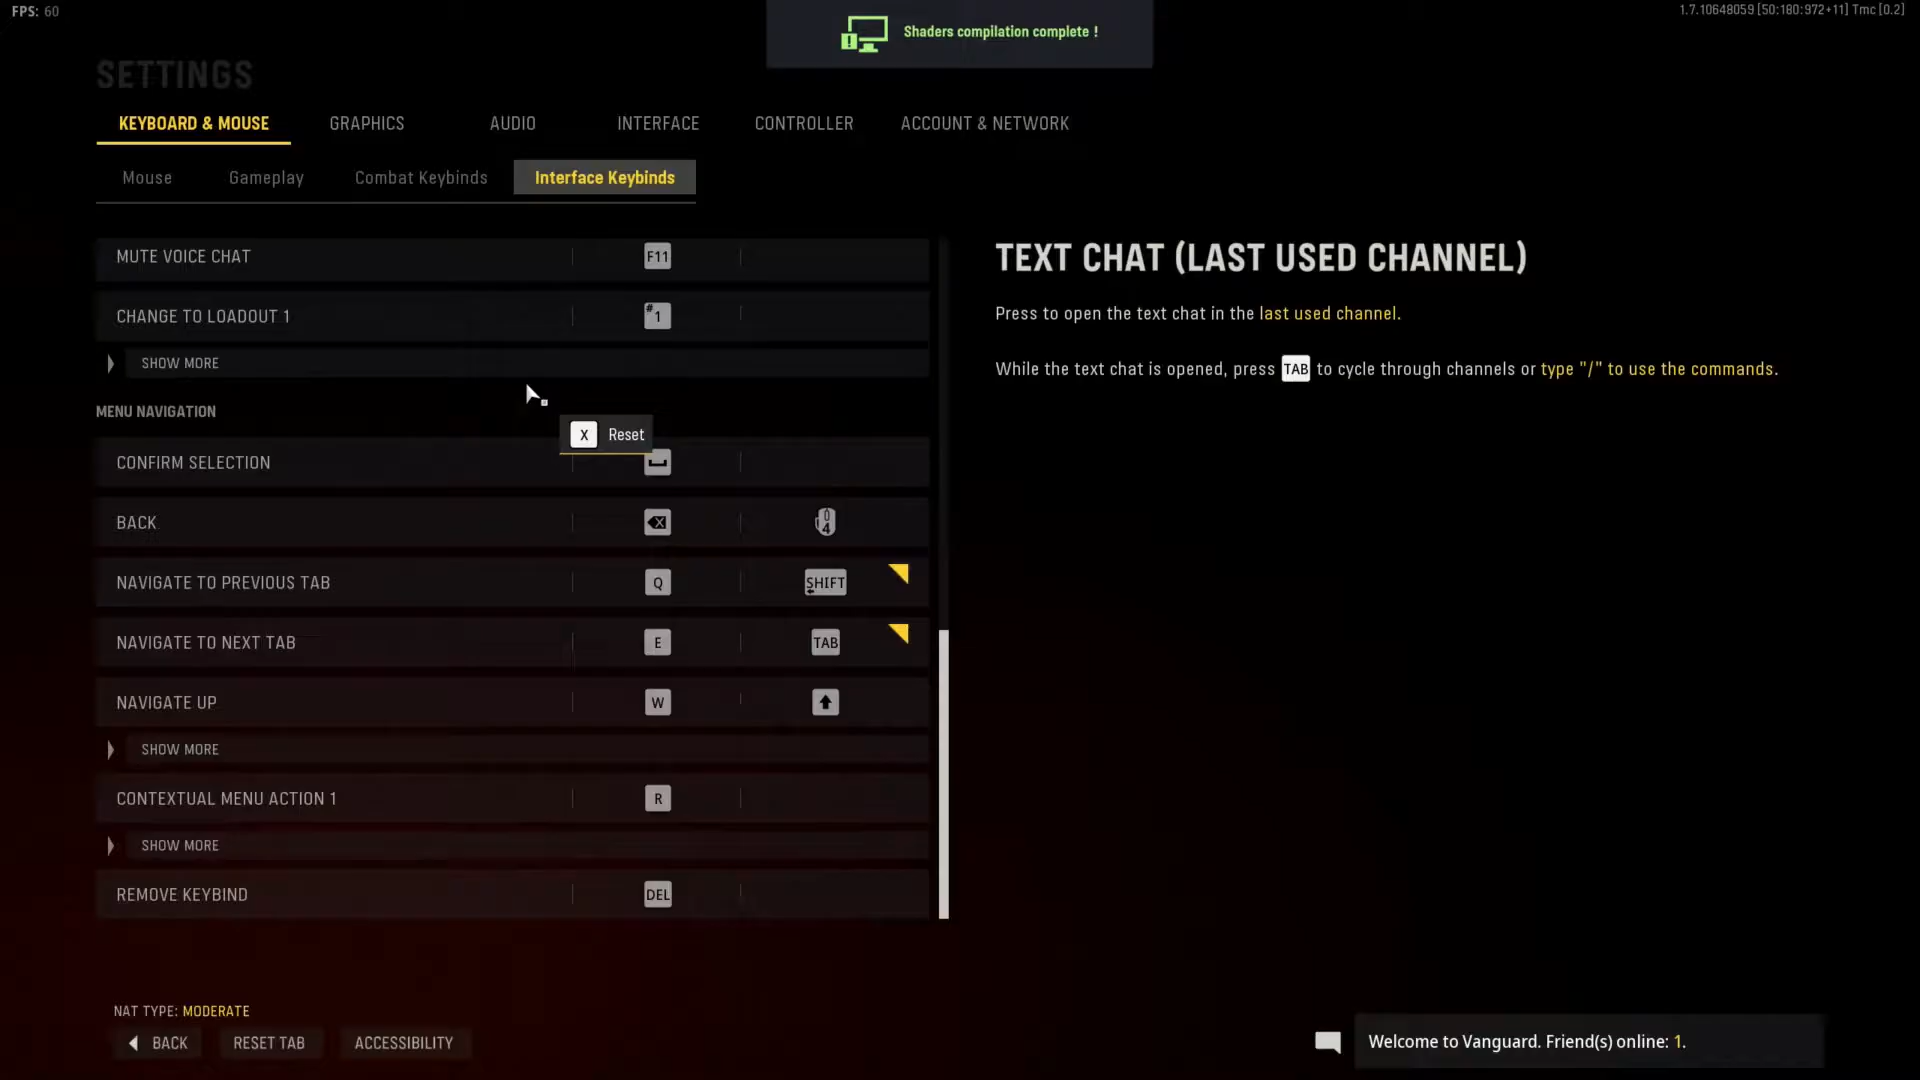 FPS: 60
1.7.10648059 [50:180:972+11] Tmc [0.2]
Shaders compilation complete !
SETTINGS
KEYBOARD & MOUSE
GRAPHICS
AUDIO
INTERFACE
CONTROLLER
ACCOUNT & NETWORK
Mouse
Gameplay
Combat Keybinds
Interface Keybinds
MUTE VOICE CHAT F11
CHANGE TO LOADOUT 1 # 1
SHOW MORE
MENU NAVIGATION
X Reset
CONFIRM SELECTION
BACK 4
NAVIGATE TO PREVIOUS TAB Q SHIFT
NAVIGATE TO NEXT TAB E TAB
NAVIGATE UP W
SHOW MORE
CONTEXTUAL MENU ACTION 1 R
SHOW MORE
REMOVE KEYBIND DEL
TEXT CHAT (LAST USED CHANNEL)
Press to open the text chat in the last used channel.
While the text chat is opened, press TAB to cycle through channels or type "/" to use the commands.
NAT TYPE: MODERATE
BACK
RESET TAB
ACCESSIBILITY
Welcome to Vanguard. Friend(s) online: 1.